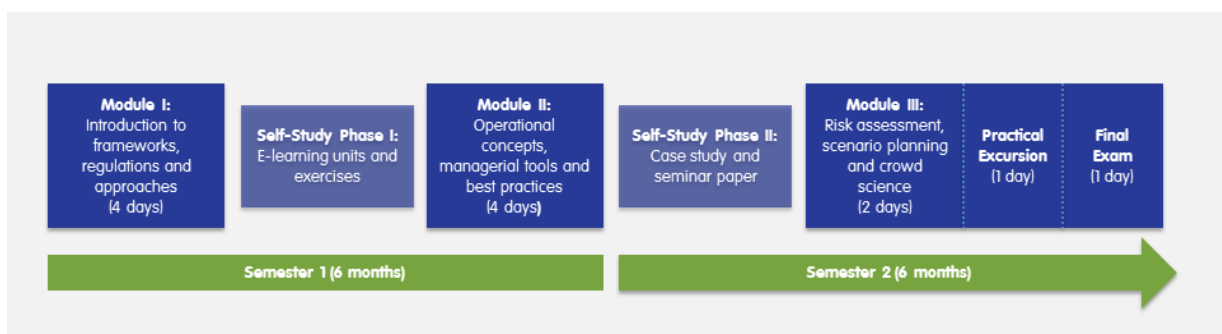 Module I:
Introduction to
frameworks,
regulations and
approaches
(4 days)
Self-Study Phase I:
E-learning units and
exercises
Module II:
Operational
concepts,
managerial tools and
best practices
(4 days)
Self-Study Phase II:
Case study and
seminar paper
Module III:
Risk assessment,
scenario planning
and crowd
science
(2 days)
Practical
Excursion
(1 day)
Final
Exam
(1 day)
Semester 1 (6 months)
Semester 2 (6 months)